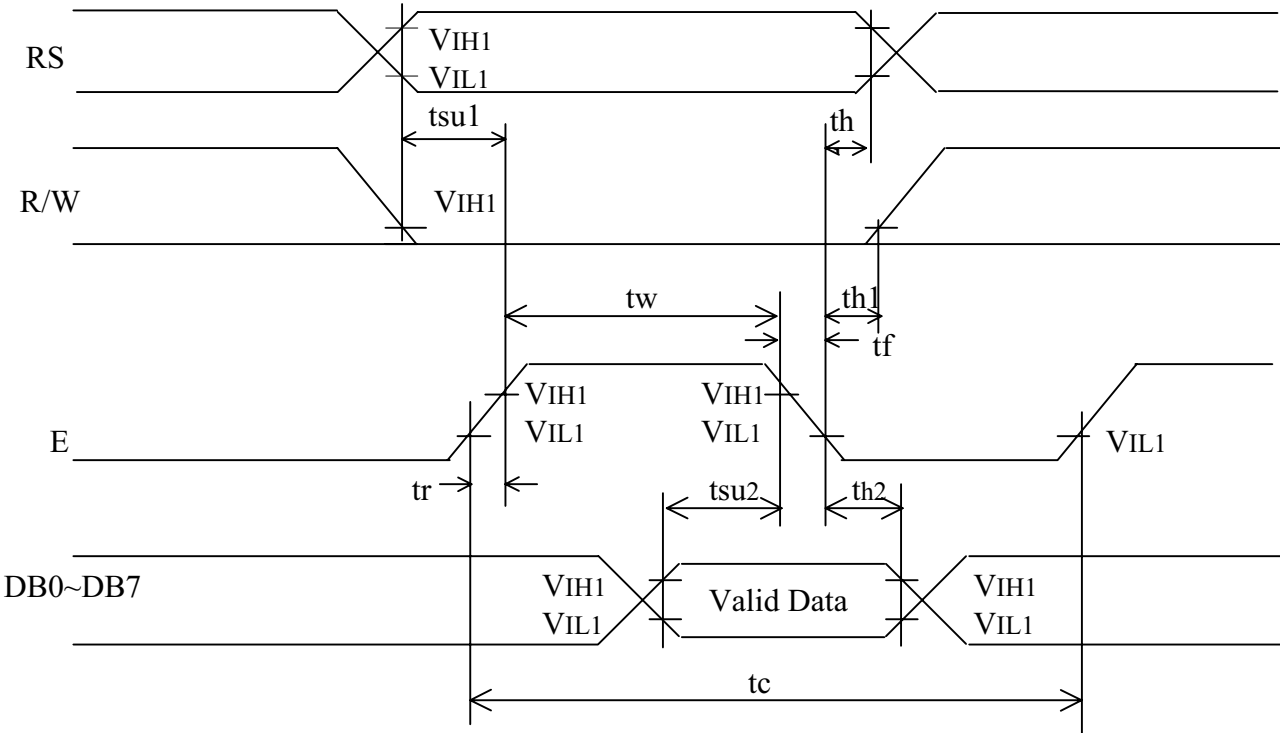 RS
VIH1
VIL1
tsu1
th
R/W
VIH1
tw
th1
tf
E
VIH1
VIL1
VIH1
VIL1
VIL1
tr
tsu2
th2
DB0~DB7
VIH1
VIL1
Valid Data
VIH1
VIL1
tc